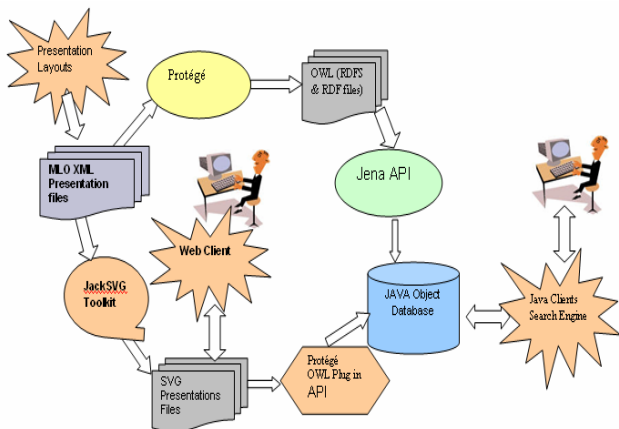 Presentation
Layouts
Protégé
OWL (RDFS
& RDF files)
MLO XML
Presentation
files
Jena API
Web Client
JackSVG
Toolkit
JAVA Object
Database
Java Clients
Search Engine
SVG
Presentations
Files
Protégé
OWL Plug in
API